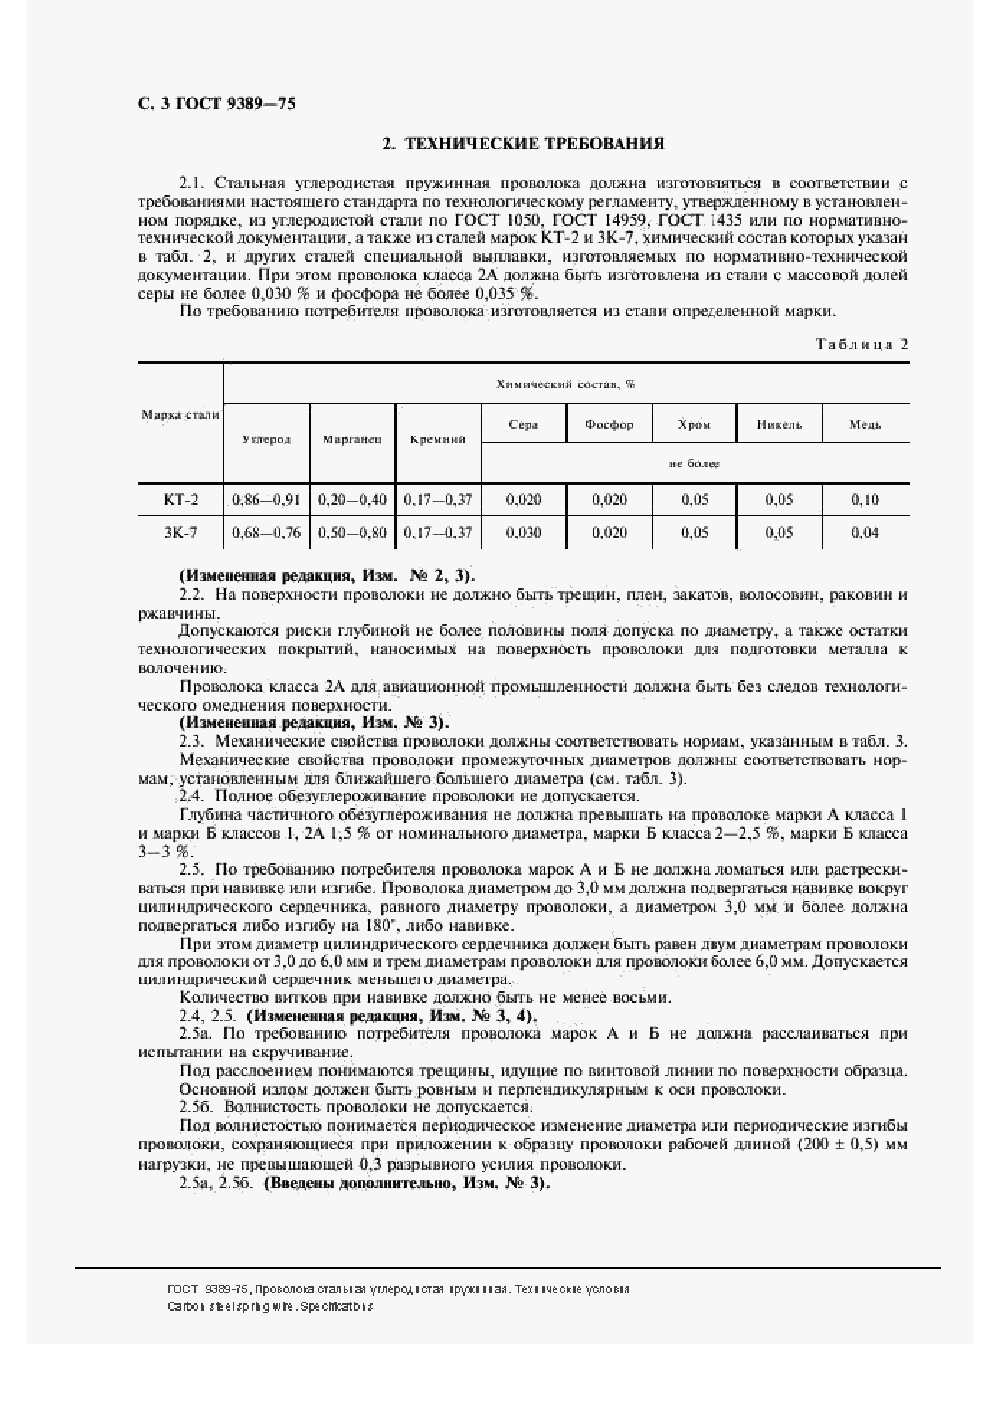 С. 3 ГОСТ 9389—75
2. ТЕХНИЧЕСКИЕ ТРЕБОВАНИЯ
2.1. Стальная углеродистая пружинная проволока должна изготовляться в соответствии с
требованиями настоящего стандарта по технологическому регламенту, утвержденному в установлен-
ном порядке, из углеродистой стали по ГОСТ 1050, ГОСТ 14959, ГОСТ 1435 или по нормативно-
технической документации, а также из сталей марок КТ-2 и 3К-7, химический состав которых указан
в табл. 2, и других сталей специальной выплавки, изготовляемых по нормативно-технической
документации. При этом проволока класса 2А должна быть изготовлена из стали с массовой долей
серы не более 0,030 % и фосфора не более 0,035 %.
По требованию потребителя проволока изготовляется из стали определенной марки.
Таблица 2
Химический состав, %
Марка стали
Углерод Марганец Кремний Сера Фосфор Хром Никель Медь
не более
КТ-2 0,86—0,91 0,20—0,40 0,17—0,37 0,020 0,020 0,05 0,05 0,10
3К-7 0,68—0,76 0,50—0,80 0,17—0,37 0,030 0,020 0,05 0,05 0,04
(Измененная редакция, Изм. № 2, 3).
2.2. На поверхности проволоки не должно быть трещин, плен, закатов, волосовин, раковин и
ржавчины.
Допускаются риски глубиной не более половины поля допуска по диаметру, а также остатки
технологических покрытий, наносимых на поверхность проволоки для подготовки металла к
волочению.
Проволока класса 2А для авиационной промышленности должна быть без следов технологи-
ческого омеднения поверхности.
(Измененная редакция, Изм. № 3).
2.3. Механические свойства проволоки должны соответствовать нормам, указанным в табл. 3.
Механические свойства проволоки промежуточных диаметров должны соответствовать нор-
мам, установленным для ближайшего большего диаметра (см. табл. 3).
2.4. Полное обезуглероживание проволоки не допускается.
Глубина частичного обезуглероживания не должна превышать на проволоке марки А класса 1
и марки Б классов 1, 2А 1,5 % от номинального диаметра, марки Б класса 2—2,5 %, марки Б класса
3—3 %.
2.5. По требованию потребителя проволока марок А и Б не должна ломаться или растрески-
ваться при навивке или изгибе. Проволока диаметром до 3,0 мм должна подвергаться навивке вокруг
цилиндрического сердечника, равного диаметру проволоки, а диаметром 3,0 мм и более должна
подвергаться либо изгибу на 180°, либо навивке.
При этом диаметр цилиндрического сердечника должен быть равен двум диаметрам проволоки
для проволоки от 3,0 до 6,0 мм и трем диаметрам проволоки для проволоки более 6,0 мм. Допускается
цилиндрический сердечник меньшего диаметра.
Количество витков при навивке должно быть не менее восьми.
2.4, 2.5. (Измененная редакция, Изм. № 3, 4).
2.5а. По требованию потребителя проволока марок А и Б не должна расслаиваться при
испытании на скручивание.
Под расслоением понимаются трещины, идущие по винтовой линии по поверхности образца.
Основной излом должен быть ровным и перпендикулярным к оси проволоки.
2.5б. Волнистость проволоки не допускается.
Под волнистостью понимается периодическое изменение диаметра или периодические изгибы
проволоки, сохраняющиеся при приложении к образцу проволоки рабочей длиной (200 ± 0,5) мм
нагрузки, не превышающей 0,3 разрывного усилия проволоки.
2.5а, 2.5б. (Введены дополнительно, Изм. № 3).
ГОСТ 9389-75, Проволока стальная углеродистая пружинная. Технические условия
Carbon steel spring wire. Specifications